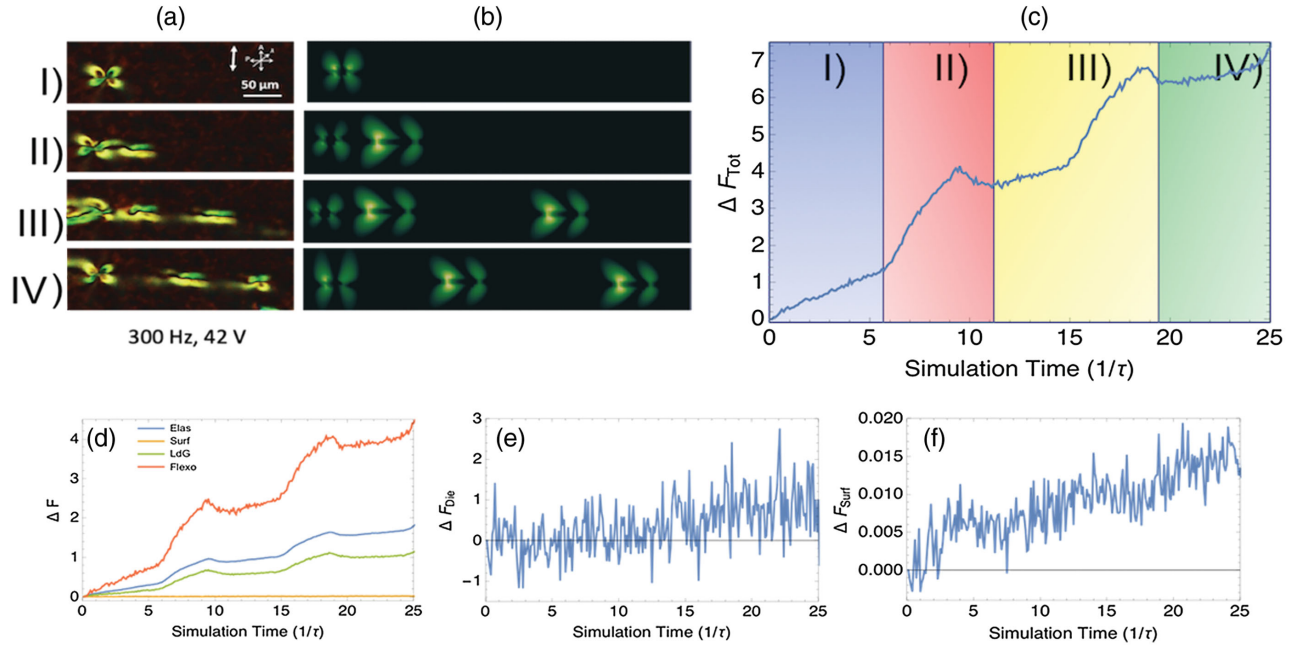 (a)
(b)
(c)
I)
II)
III)
IV)
50 μm
A
P
λ
300 Hz, 42 V
I)
II)
III)
IV)
7
6
5
4
3
2
1
0
Δ F_Tot
0 5 10 15 20 25
Simulation Time (1/τ)
(d)
Elas
Surf
LdG
Flexo
4
3
2
1
0
Δ F
0 5 10 15 20 25
Simulation Time (1/τ)
(e)
3
2
1
0
−1
Δ F_Die
0 5 10 15 20 25
Simulation Time (1/τ)
(f)
0.020
0.015
0.010
0.005
0.000
Δ F_Surf
0 5 10 15 20 25
Simulation Time (1/τ)